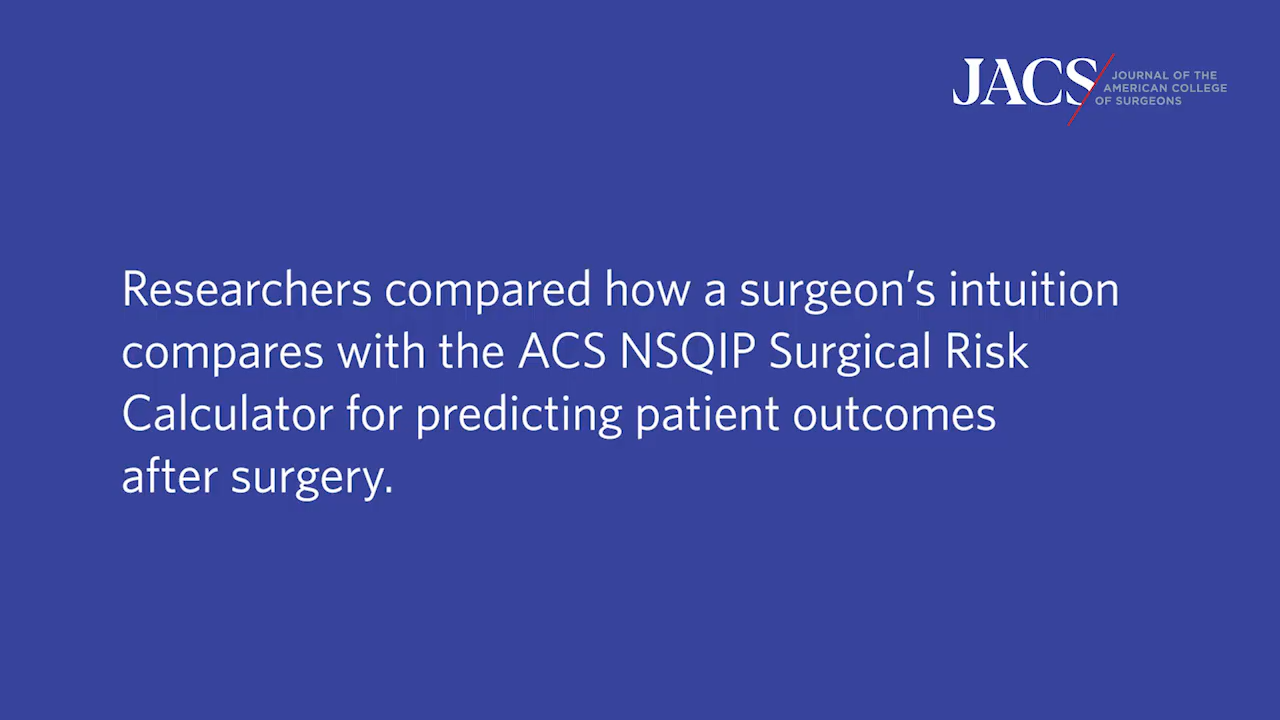 JACS
JOURNAL OF THE
AMERICAN COLLEGE
OF SURGEONS
Researchers compared how a surgeon’s intuition
compares with the ACS NSQIP Surgical Risk
Calculator for predicting patient outcomes
after surgery.